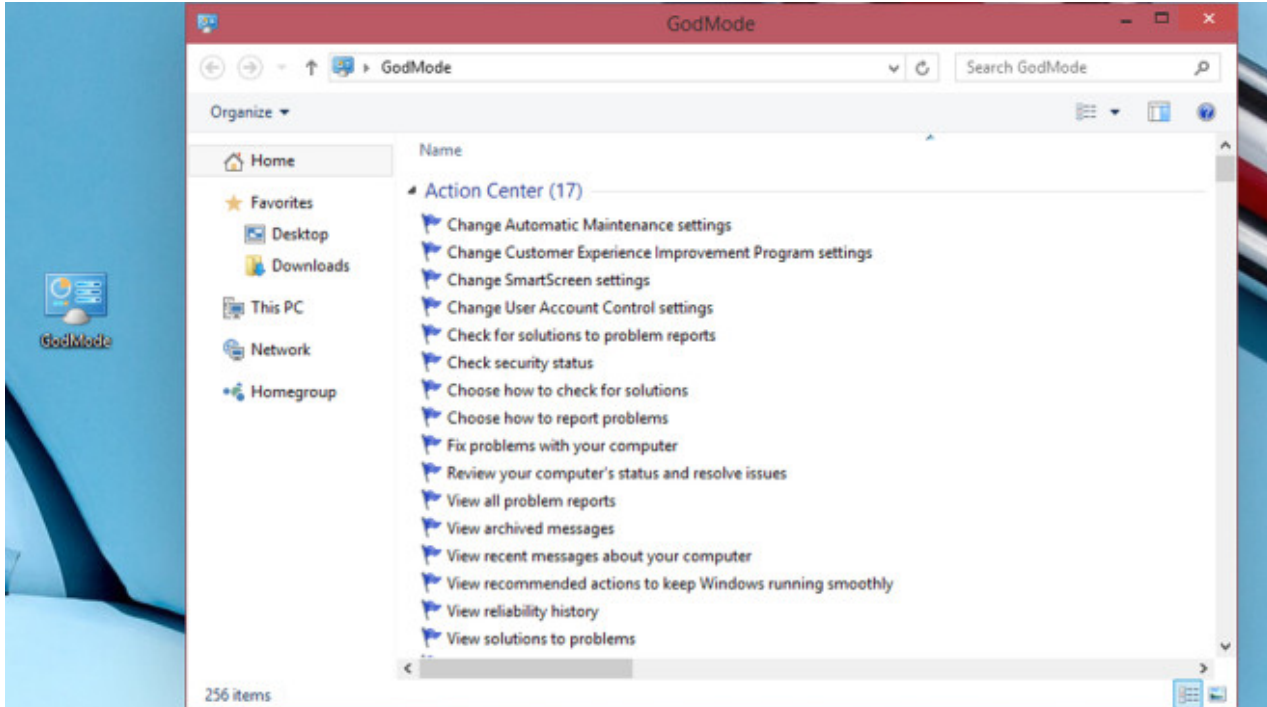 GodMode
GodMode
Search GodMode
Organize
Home
Favorites
Desktop
Downloads
This PC
Network
Homegroup
GodMode
Name
Action Center (17)
Change Automatic Maintenance settings
Change Customer Experience Improvement Program settings
Change SmartScreen settings
Change User Account Control settings
Check for solutions to problem reports
Check security status
Choose how to check for solutions
Choose how to report problems
Fix problems with your computer
Review your computer's status and resolve issues
View all problem reports
View archived messages
View recent messages about your computer
View recommended actions to keep Windows running smoothly
View reliability history
View solutions to problems
256 items